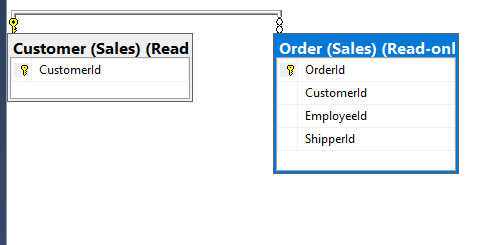 Customer (Sales) (Read
CustomerId
Order (Sales) (Read-onl
OrderId
CustomerId
EmployeeId
ShipperId